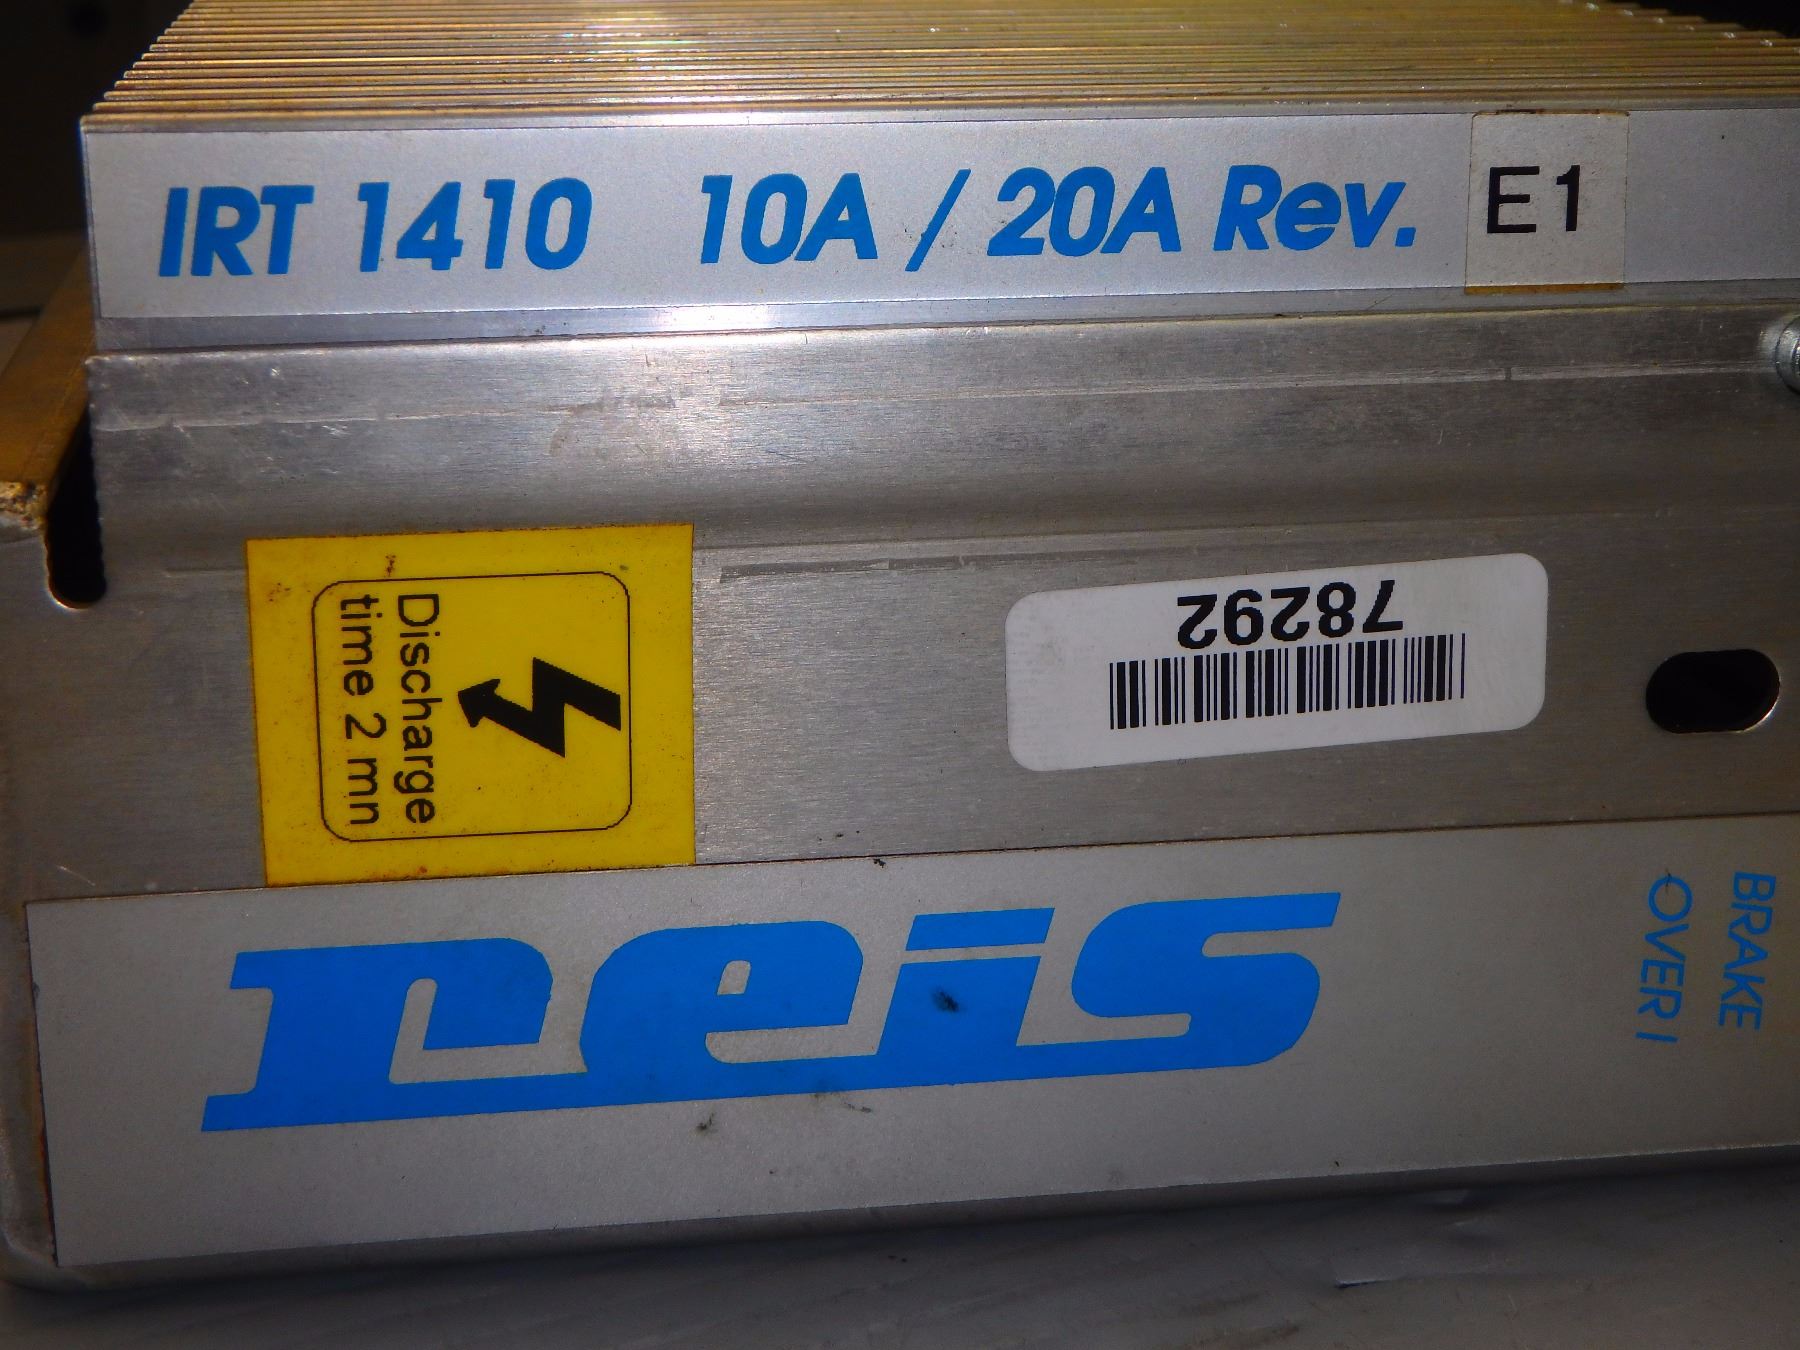 IRT 1410 10A / 20A Rev. E1
Discharge
time 2 mn
78292
reis
BRAKE
OVER I